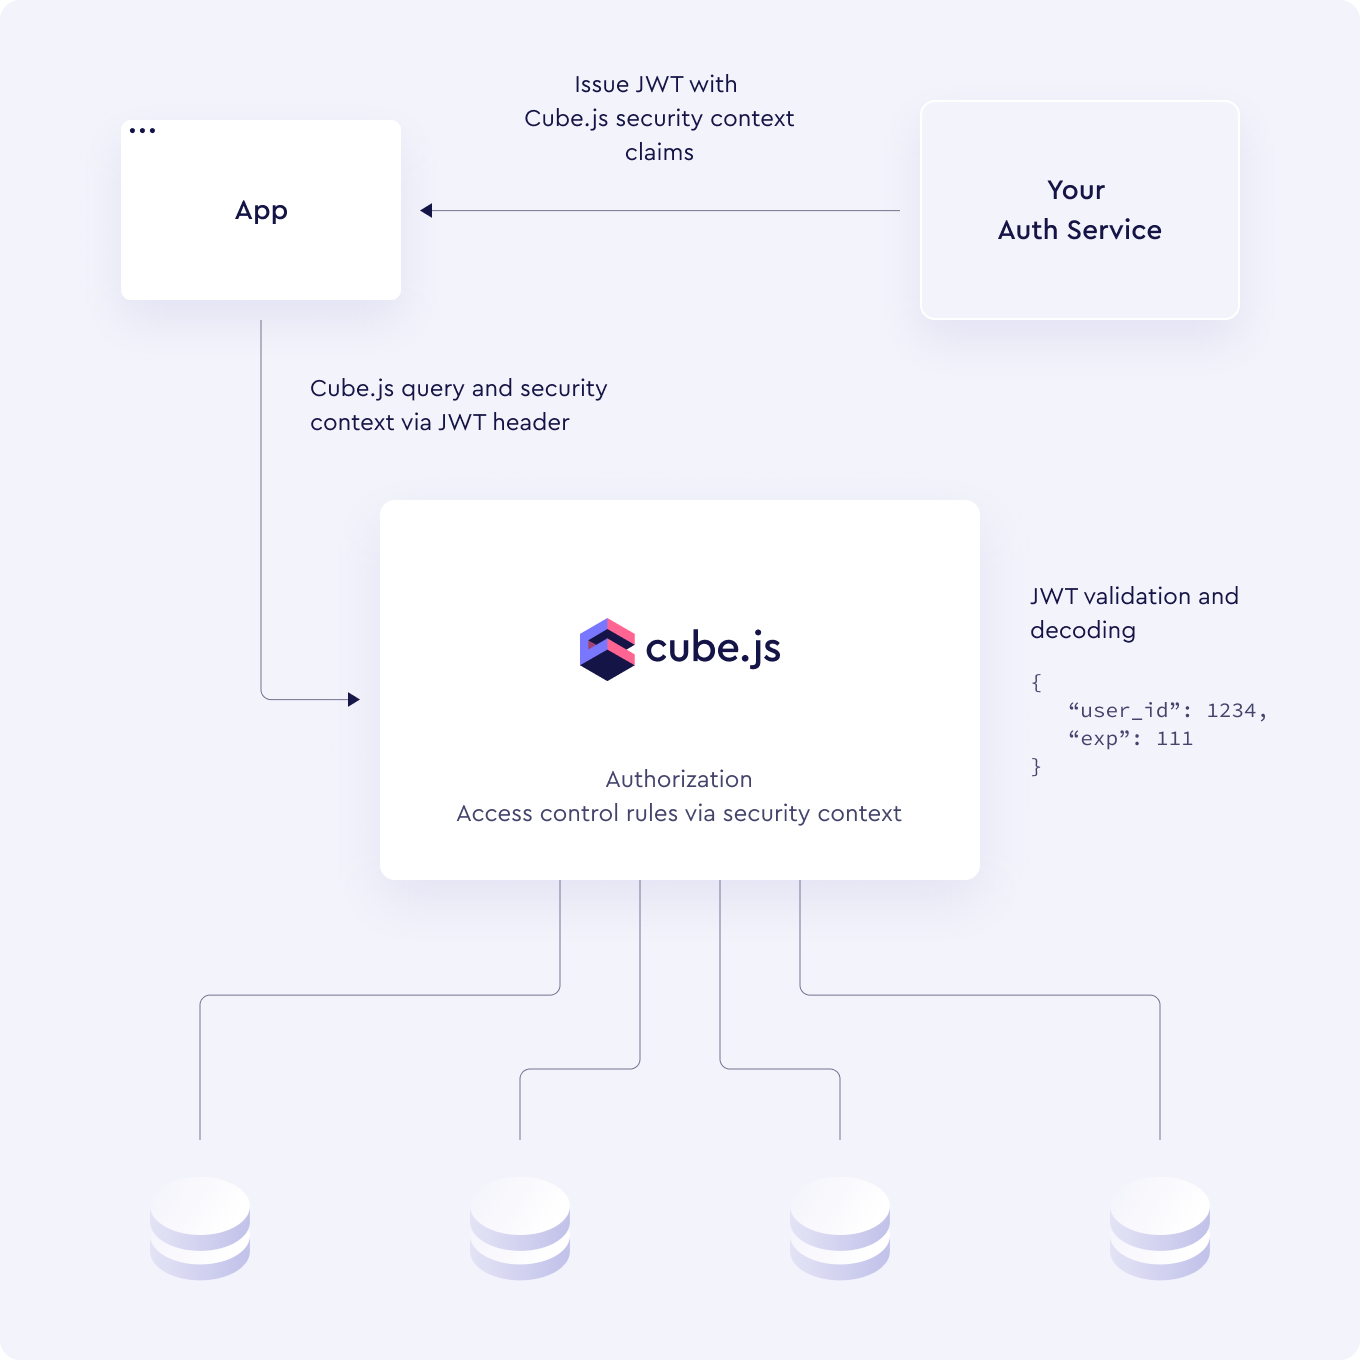 Issue JWT with
Cube.js security context
claims
App
Your
Auth Service
Cube.js query and security
context via JWT header
cube.js
Authorization
Access control rules via security context
JWT validation and
decoding
{
“user_id”: 1234,
“exp”: 111
}